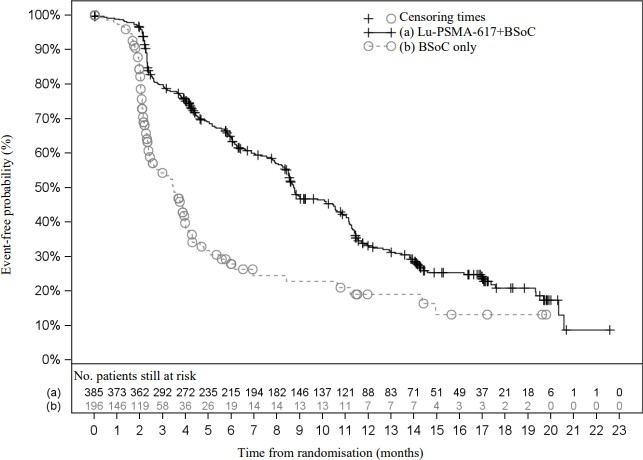 100%
90%
80%
70%
60%
50%
40%
30%
20%
10%
0%
Event-free probability (%)
Censoring times
(a) Lu-PSMA-617+BSoC
(b) BSoC only
No. patients still at risk
(a) 385 373 362 292 272 235 215 194 182 146 137 121 88 83 71 51 49 37 21 18 6 1 1 0
(b) 196 146 119 58 36 26 19 14 14 13 13 11 7 7 7 4 3 3 2 2 0 0 0 0
0 1 2 3 4 5 6 7 8 9 10 11 12 13 14 15 16 17 18 19 20 21 22 23
Time from randomisation (months)